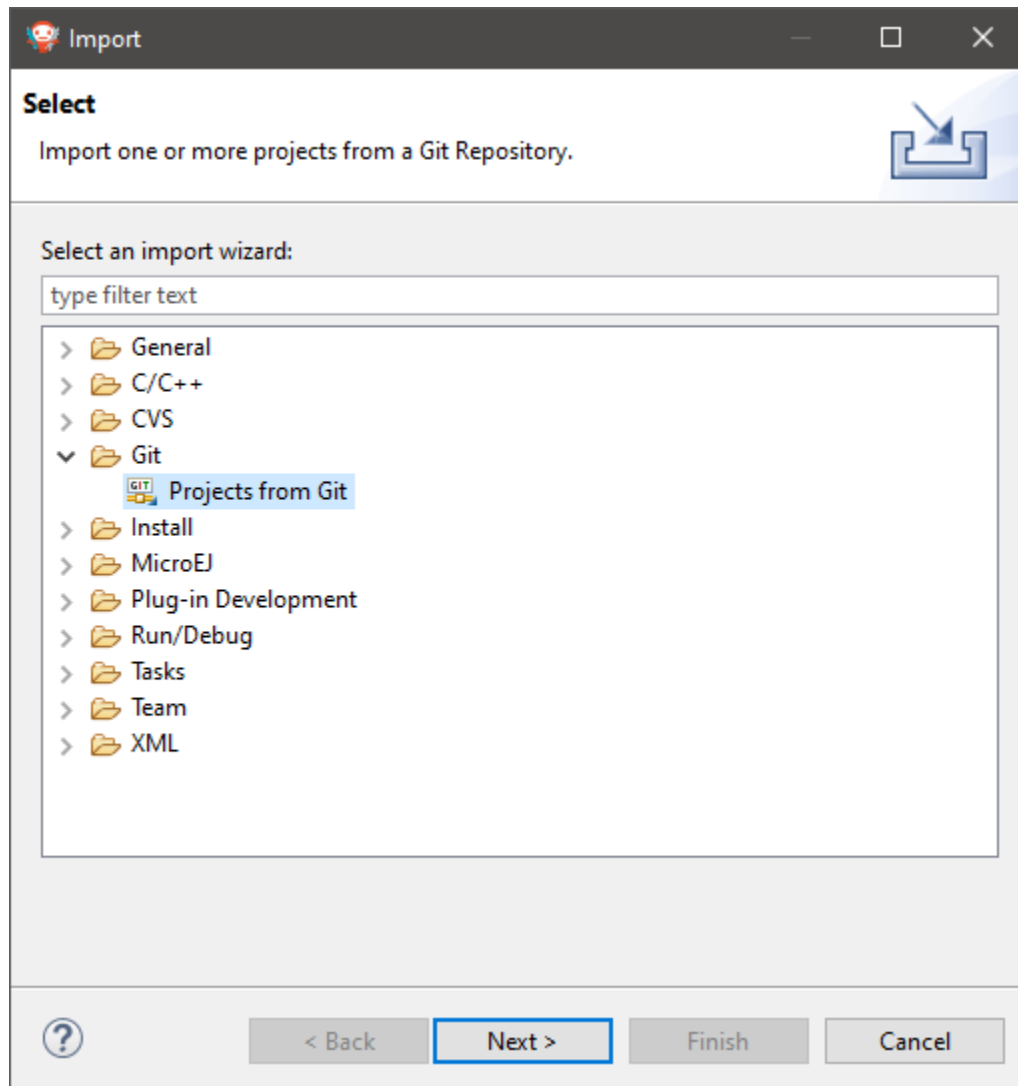 Import
Select
Import one or more projects from a Git Repository.
Select an import wizard:
type filter text
General
C/C++
CVS
Git
GIT Projects from Git
Install
MicroEJ
Plug-in Development
Run/Debug
Tasks
Team
XML
? < Back Next > Finish Cancel